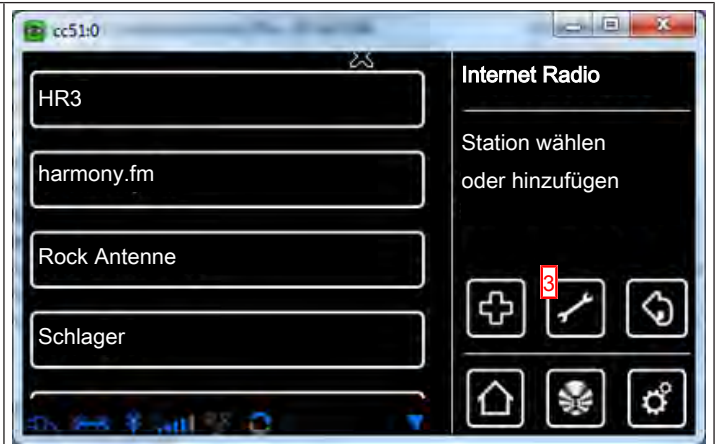 cc51:0
HR3
harmony.fm
Rock Antenne
Schlager
Internet Radio
Station wählen
oder hinzufügen
3